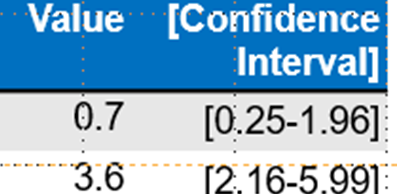 Value [Confidence
Interval]
0.7 [0.25-1.96]
3.6 [2.16-5.99]